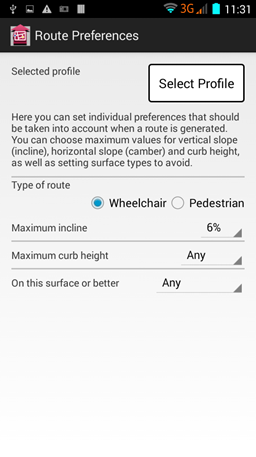 3G 11:31
Route Preferences
Selected profile
Select Profile
Here you can set individual preferences that should
be taken into account when a route is generated.
You can choose maximum values for vertical slope
(incline), horizontal slope (camber) and curb height,
as well as setting surface types to avoid.
Type of route
Wheelchair Pedestrian
Maximum incline 6%
Maximum curb height Any
On this surface or better Any